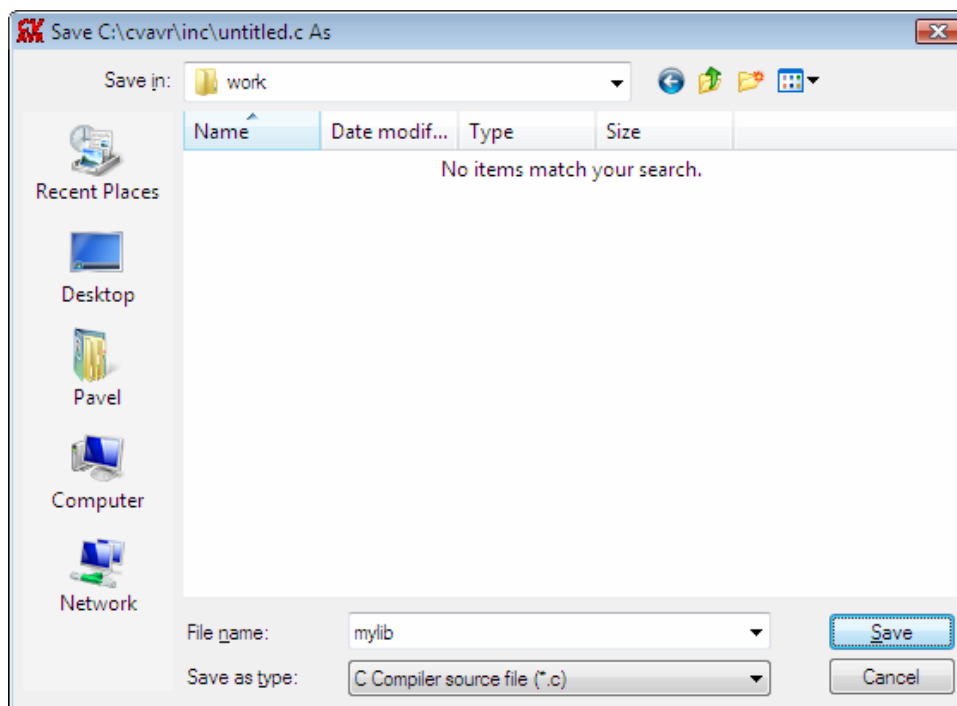 Save C:\cvavr\inc\untitled.c As
Save in: work
Name Date modif... Type Size
No items match your search.
Recent Places
Desktop
Pavel
Computer
Network
File name: mylib Save
Save as type: C Compiler source file (*.c) Cancel